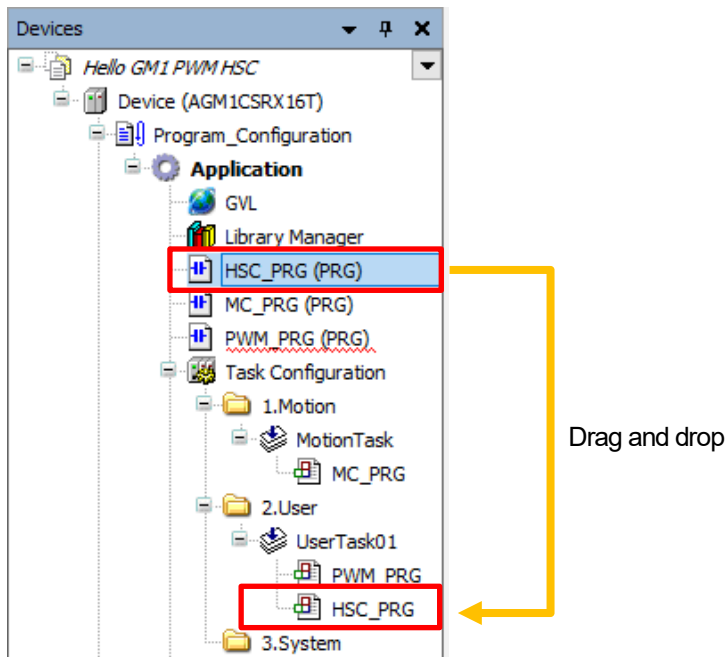 Devices
Hello GM1 PWM HSC
Device (AGM1CSRX16T)
Program_Configuration
Application
GVL
Library Manager
HSC_PRG (PRG)
MC_PRG (PRG)
PWM_PRG (PRG)
Task Configuration
1.Motion
MotionTask
Drag and drop
MC_PRG
2.User
UserTask01
PWM_PRG
HSC_PRG
3.System